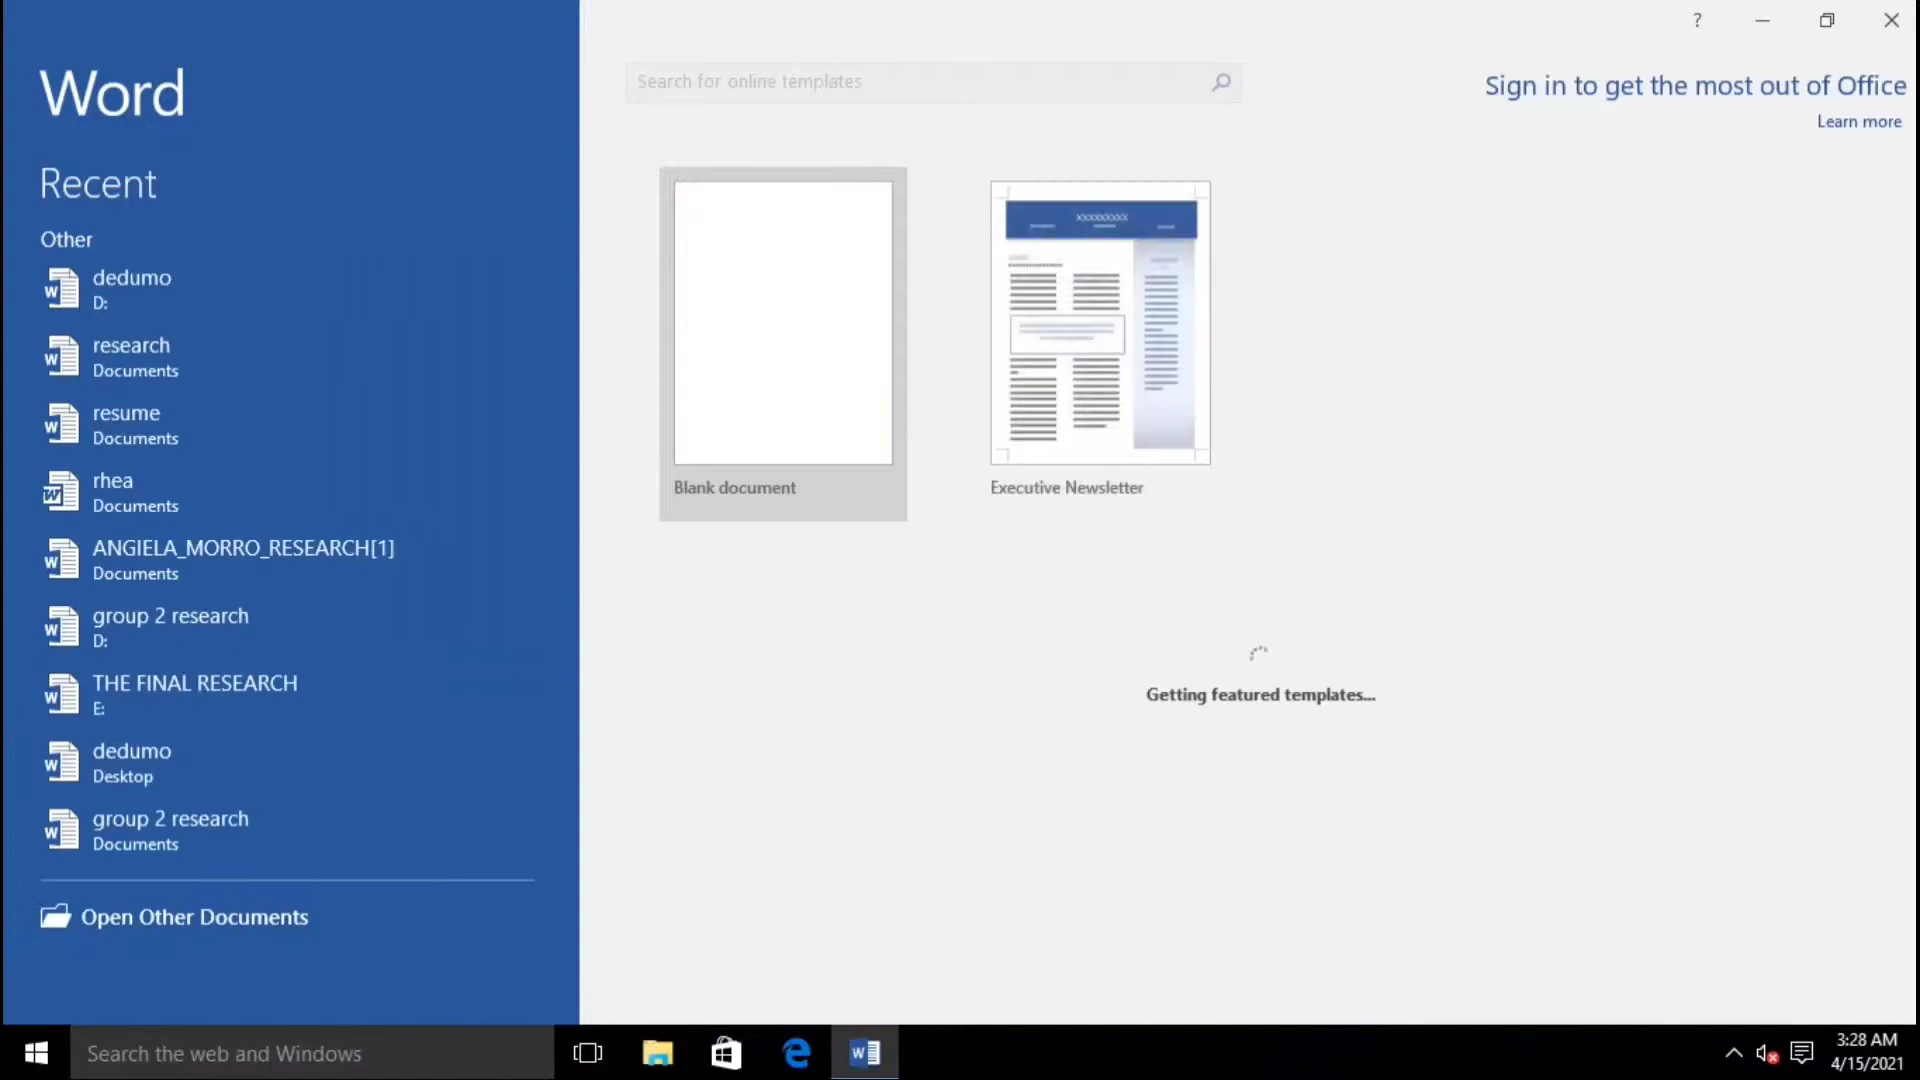 ?
Word
Search for online templates
Sign in to get the most out of Office
Learn more
Recent
Other
dedumo
D:
research
Documents
resume
Documents
rhea
Documents
ANGIELA_MORRO_RESEARCH[1]
Documents
group 2 research
D:
THE FINAL RESEARCH
E:
dedumo
Desktop
group 2 research
Documents
Open Other Documents
XXXXXXXXX
Blank document
Executive Newsletter
Getting featured templates...
Search the web and Windows
3:28 AM
4/15/2021